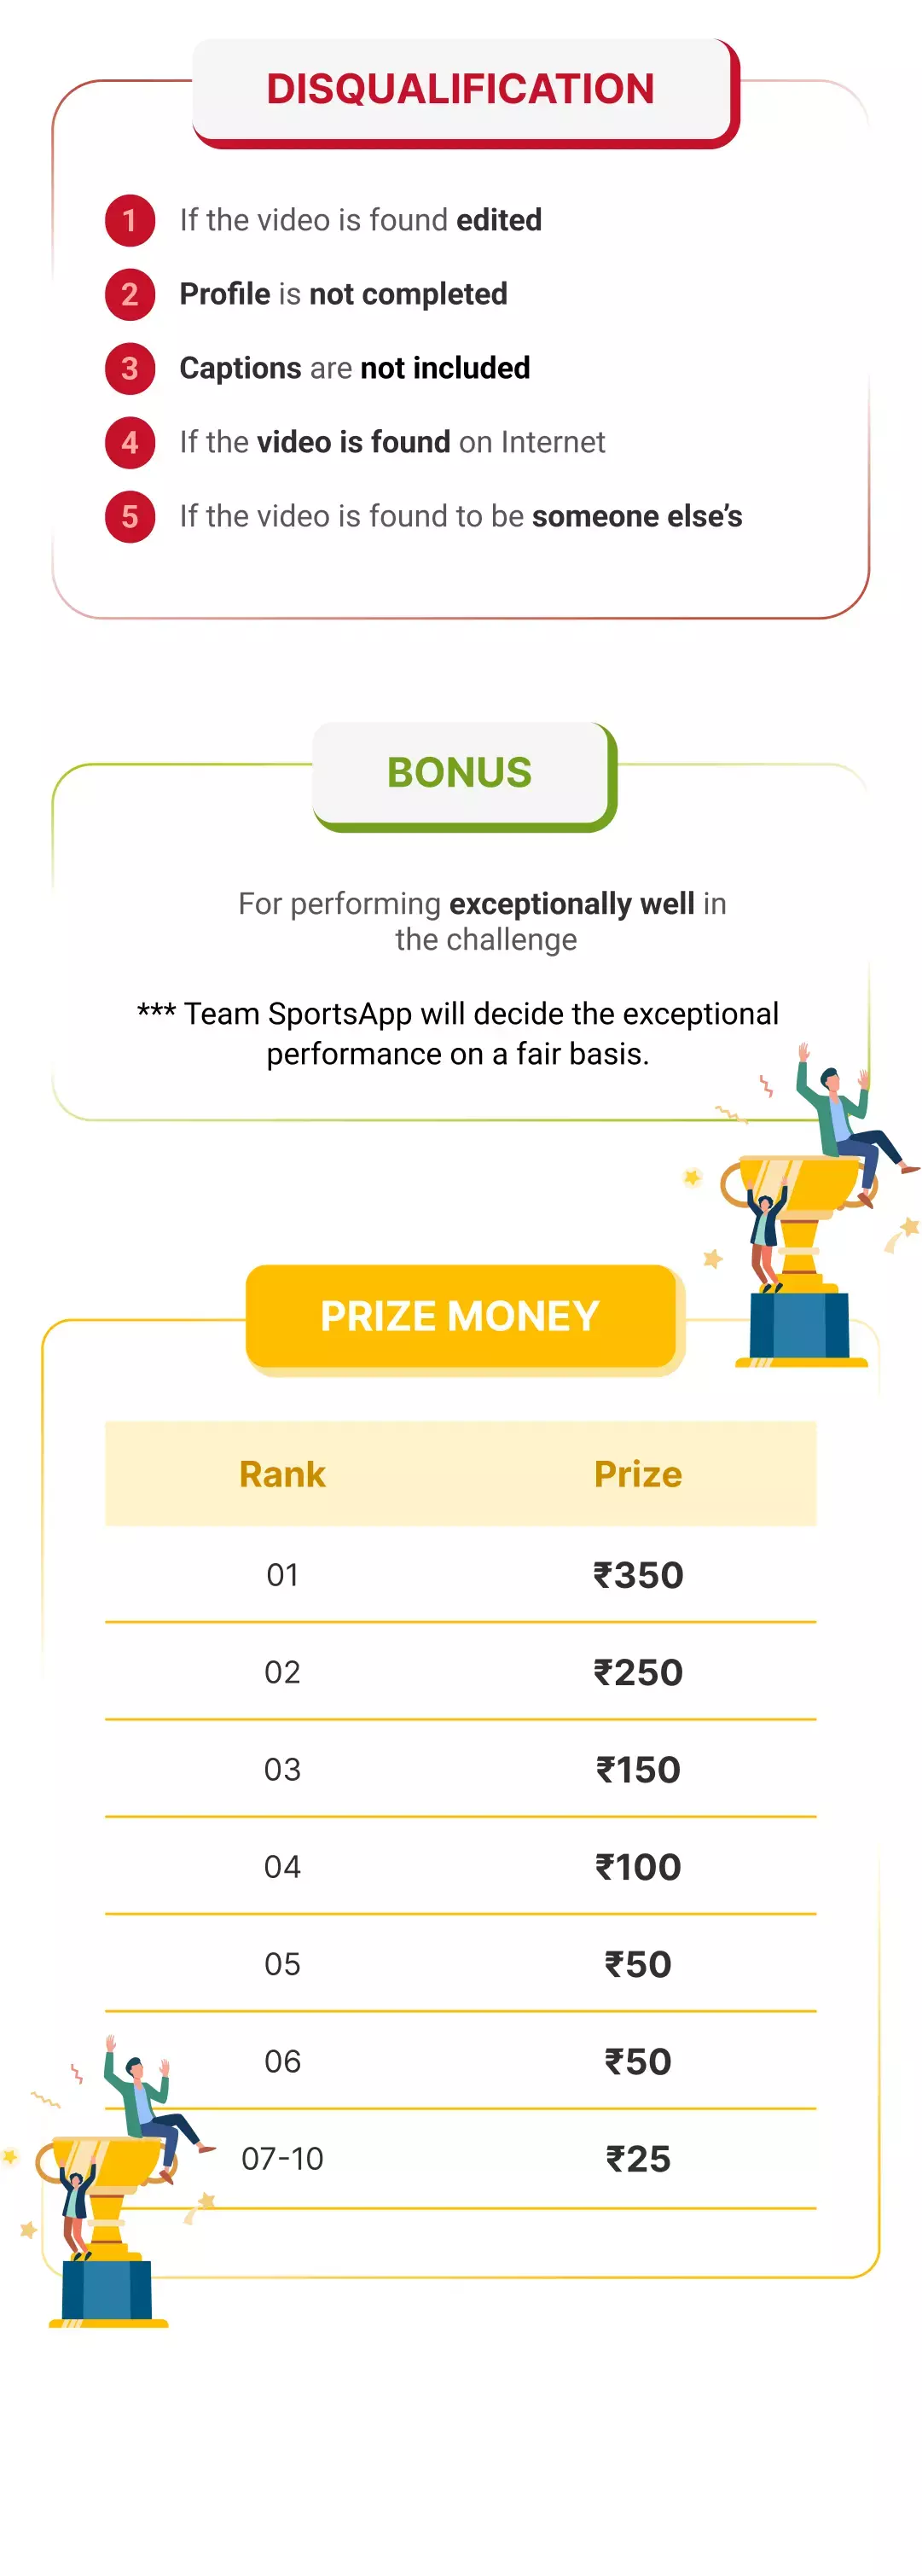 DISQUALIFICATION
1 If the video is found edited
2 Profile is not completed
3 Captions are not included
4 If the video is found on Internet
5 If the video is found to be someone else’s
BONUS
For performing exceptionally well in
the challenge
*** Team SportsApp will decide the exceptional
performance on a fair basis.
PRIZE MONEY
Rank Prize
01 ₹350
02 ₹250
03 ₹150
04 ₹100
05 ₹50
06 ₹50
07-10 ₹25